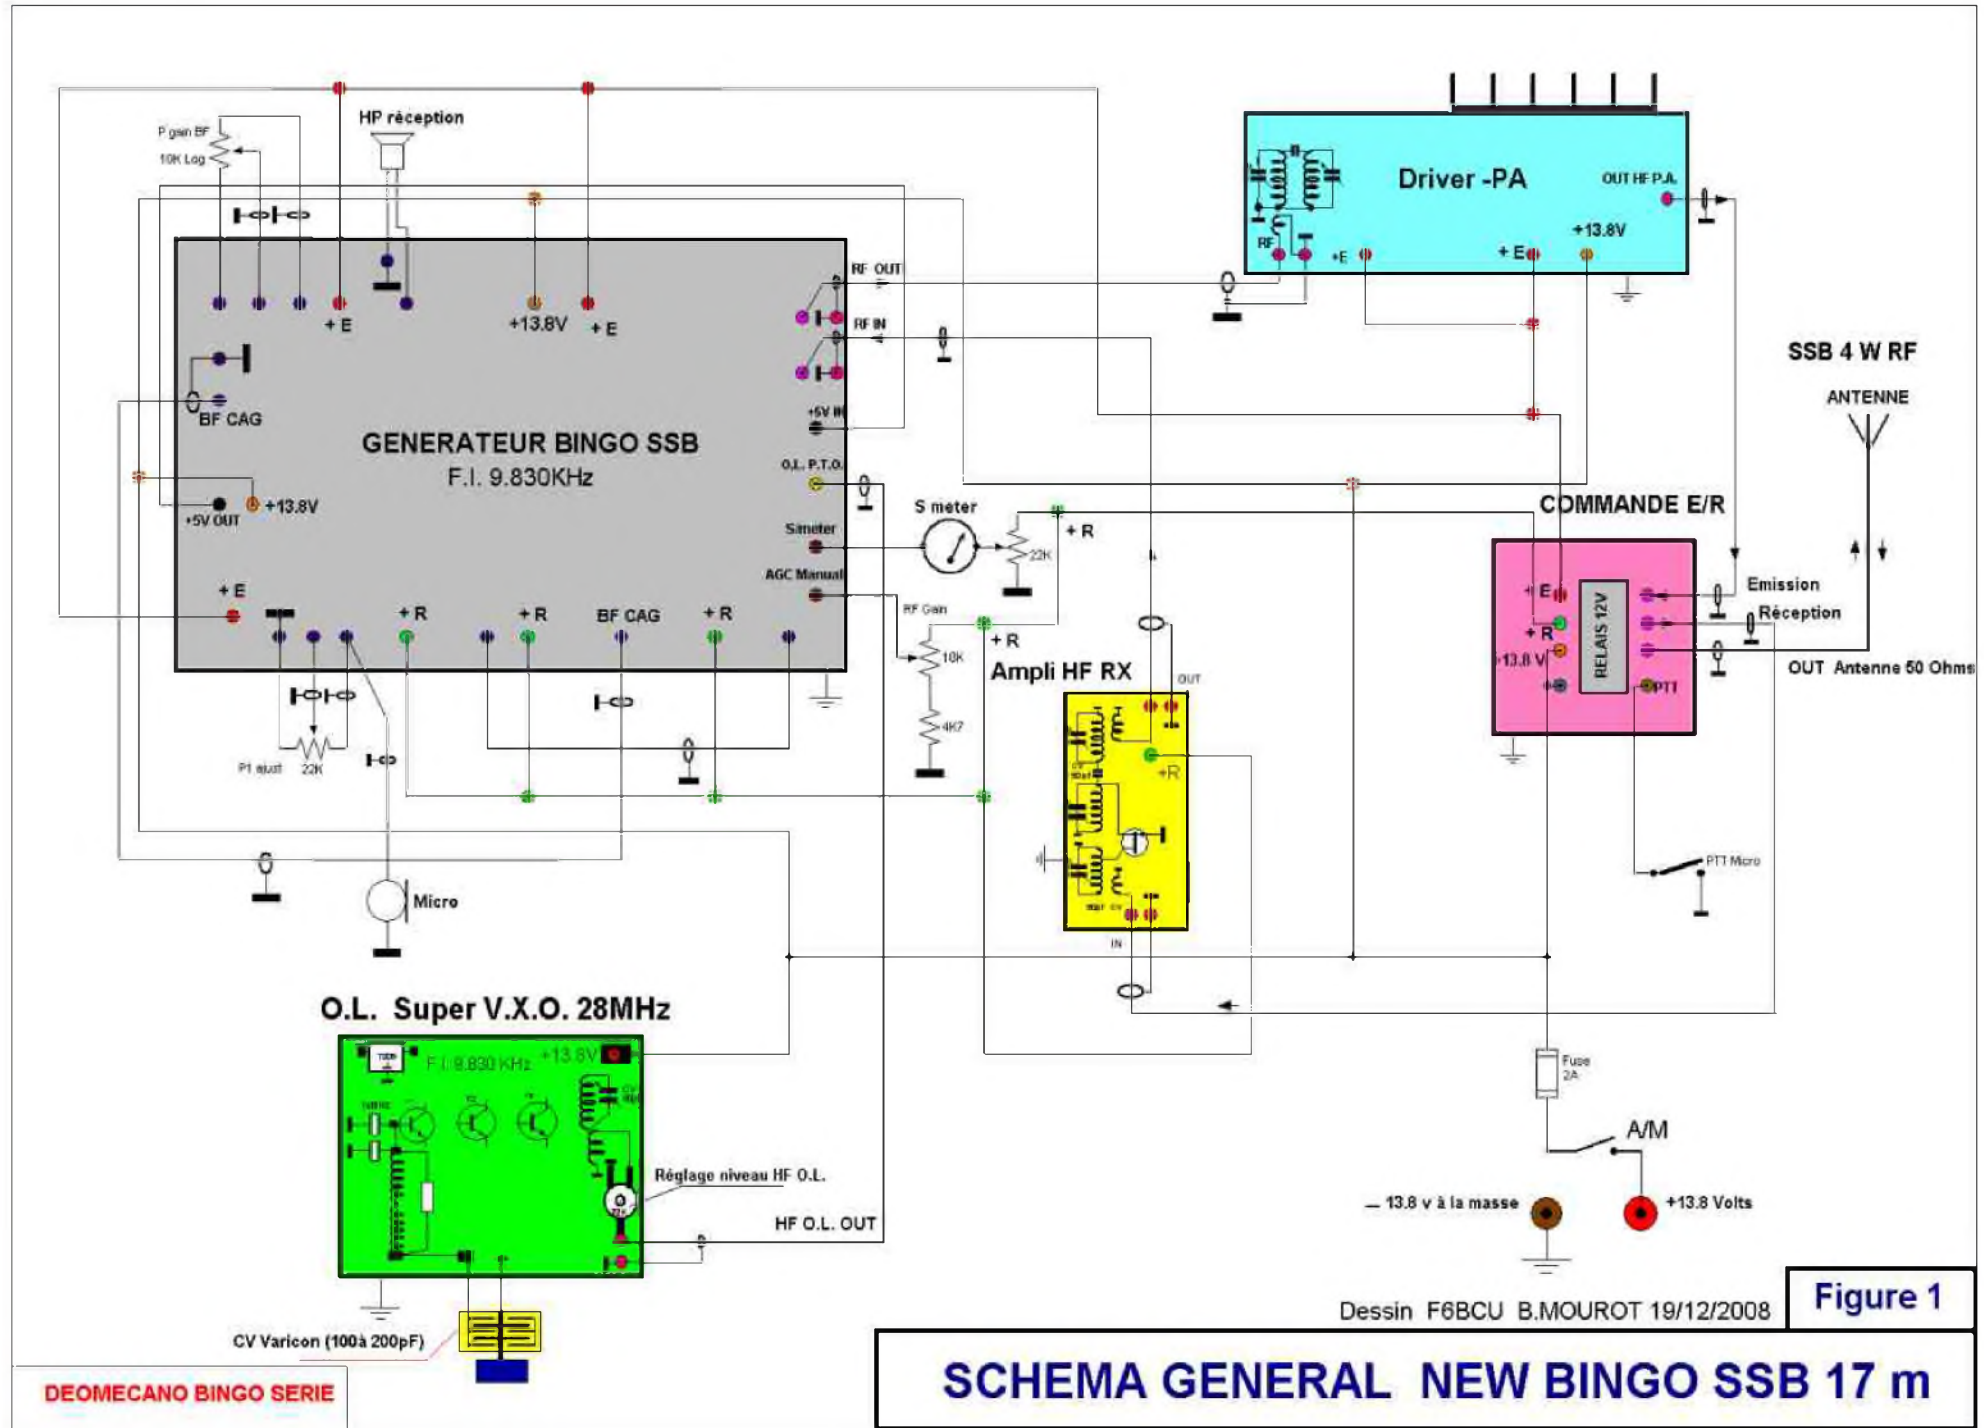 P gain BF
10K Log
HP réception
+ E
+13.8V
+ E
RF OUT
RF IN
BF CAG
GENERATEUR BINGO SSB
F.I. 9.830KHz
+5V IN
O.L. P.T.O.
+5V OUT
+13.8V
Smeter
AGC Manual
+ E
+ R
+ R
BF CAG
+ R
P1 ajust
22K
Micro
S meter
22K
+ R
RF Gain
10K
4K7
+ R
Driver -PA
OUT HF P.A.
RF
+E
+ E
+13.8V
SSB 4 W RF
ANTENNE
COMMANDE E/R
+ E
+ R
+13.8 V
RELAIS 12V
PTT
Emission
Réception
OUT Antenne 50 Ohms
PTT Micro
Ampli HF RX
OUT
+R
IN
O.L. Super V.X.O. 28MHz
F.I. 9.830 KHz
+13.8V
Réglage niveau HF O.L.
HF O.L. OUT
CV Varicon (100à 200pF)
Fuse
2A
A/M
— 13.8 v à la masse
+13.8 Volts
Dessin F6BCU B.MOUROT 19/12/2008
Figure 1
SCHEMA GENERAL NEW BINGO SSB 17 m
DEOMECANO BINGO SERIE